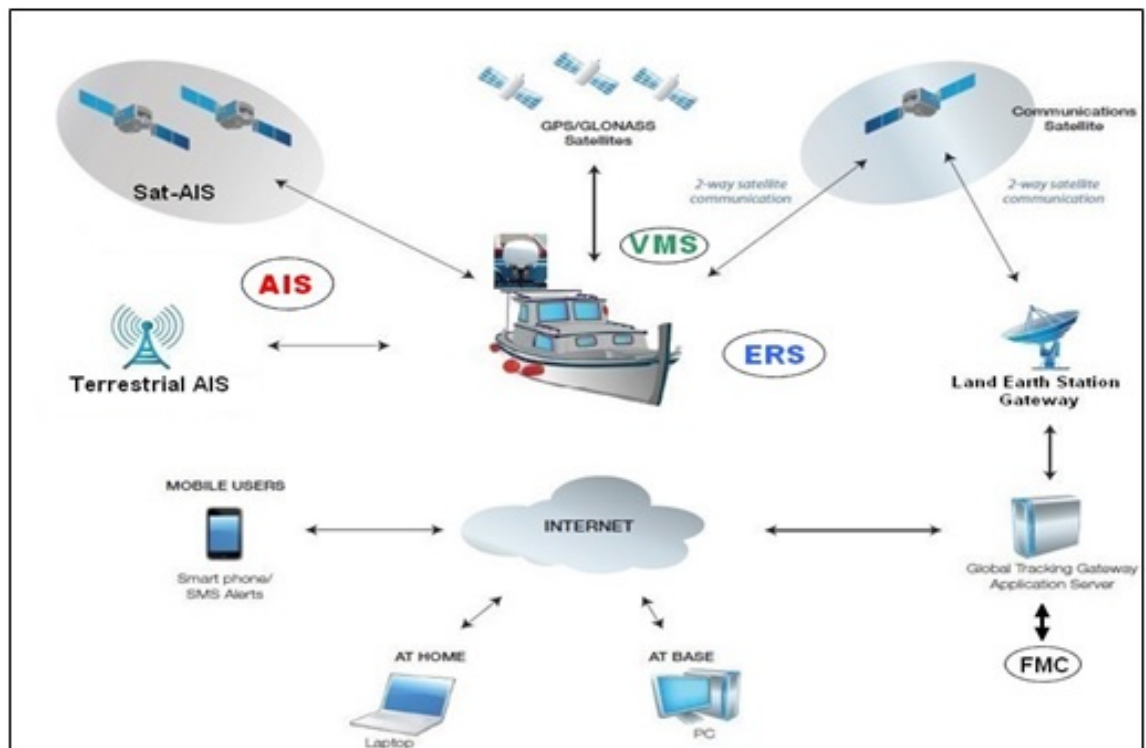 GPS/GLONASS
Satellites
Communications
Satellite
Sat-AIS
2-way satellite
communication
2-way satellite
communication
VMS
AIS
ERS
Terrestrial AIS
Land Earth Station
Gateway
MOBILE USERS
INTERNET
Smart phone/
SMS Alerts
Global Tracking Gateway
Application Server
FMC
AT HOME
AT BASE
Laptop
PC